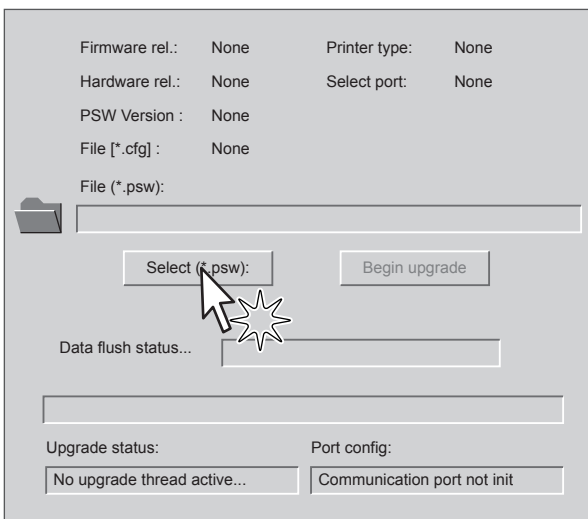 Firmware rel.: None Printer type: None
Hardware rel.: None Select port: None
PSW Version : None
File [*.cfg] : None
File (*.psw):
Select (*.psw): Begin upgrade
Data flush status...
Upgrade status: Port config:
No upgrade thread active... Communication port not init